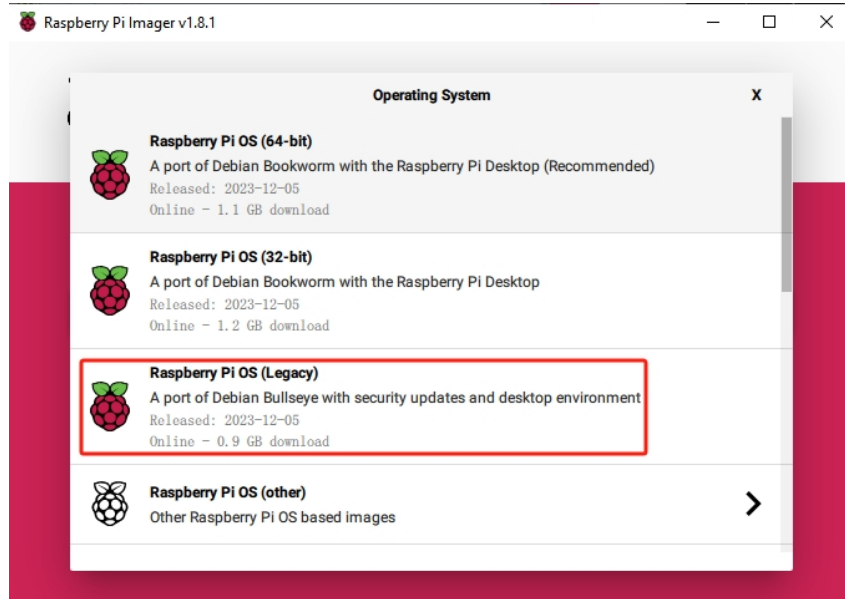 Raspberry Pi Imager v1.8.1
Operating System
X
Raspberry Pi OS (64-bit)
A port of Debian Bookworm with the Raspberry Pi Desktop (Recommended)
Released: 2023-12-05
Online - 1.1 GB download
Raspberry Pi OS (32-bit)
A port of Debian Bookworm with the Raspberry Pi Desktop
Released: 2023-12-05
Online - 1.2 GB download
Raspberry Pi OS (Legacy)
A port of Debian Bullseye with security updates and desktop environment
Released: 2023-12-05
Online - 0.9 GB download
Raspberry Pi OS (other)
Other Raspberry Pi OS based images